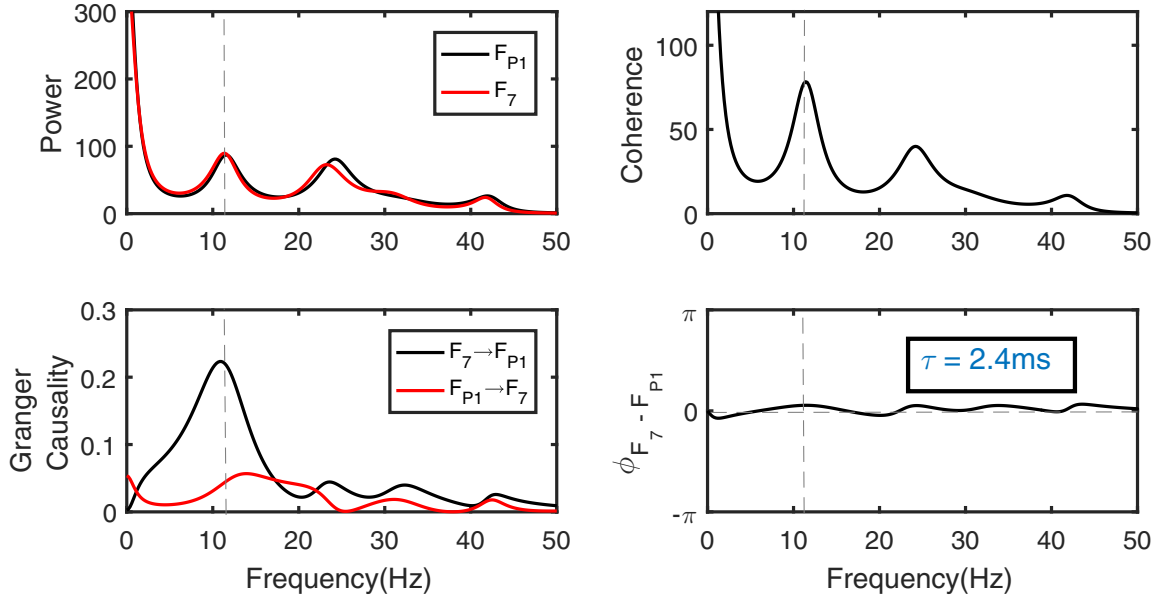 Power
300
200
100
0
F_P1
F_7
0 10 20 30 40 50
Coherence
100
50
0
0 10 20 30 40 50
Granger
Causality
0.3
0.2
0.1
0
F_7→F_P1
F_P1→F_7
0 10 20 30 40 50
Frequency(Hz)
ϕ_F_7 - F_P1
π
0
-π
τ = 2.4ms
0 10 20 30 40 50
Frequency(Hz)